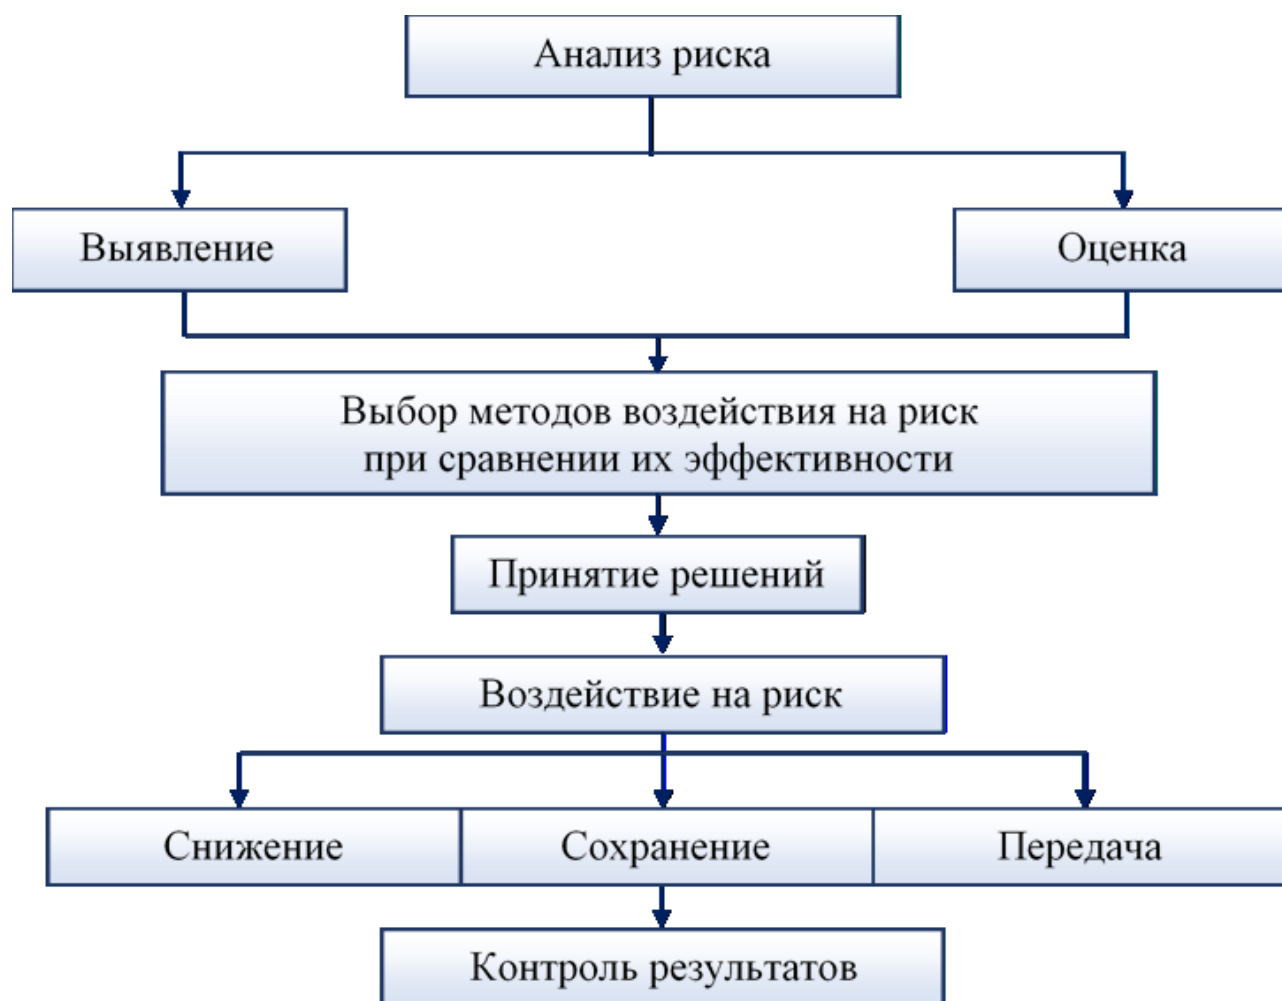 Анализ риска
Выявление
Оценка
Выбор методов воздействия на риск
при сравнении их эффективности
Принятие решений
Воздействие на риск
Снижение
Сохранение
Передача
Контроль результатов